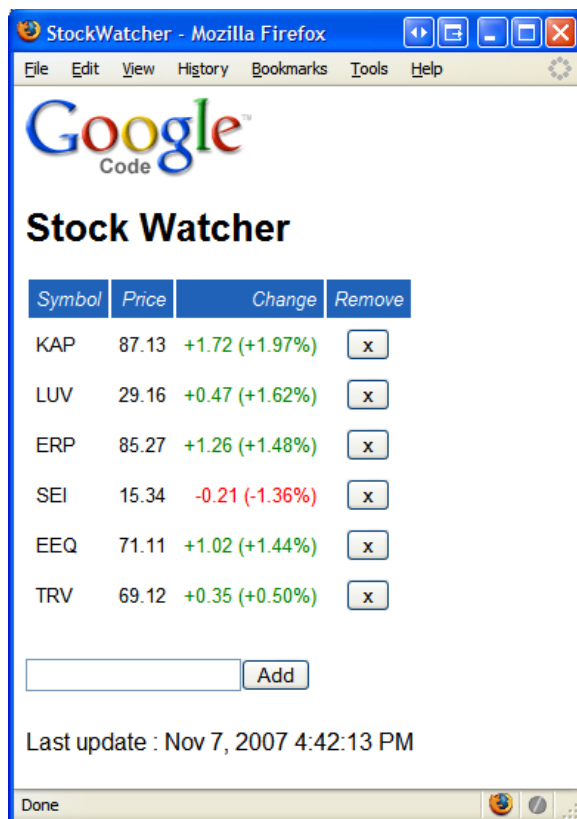 StockWatcher - Mozilla Firefox
File Edit View History Bookmarks Tools Help
Google™
Code
Stock Watcher
Symbol Price Change Remove
KAP 87.13 +1.72 (+1.97%) x
LUV 29.16 +0.47 (+1.62%) x
ERP 85.27 +1.26 (+1.48%) x
SEI 15.34 -0.21 (-1.36%) x
EEQ 71.11 +1.02 (+1.44%) x
TRV 69.12 +0.35 (+0.50%) x
Add
Last update : Nov 7, 2007 4:42:13 PM
Done